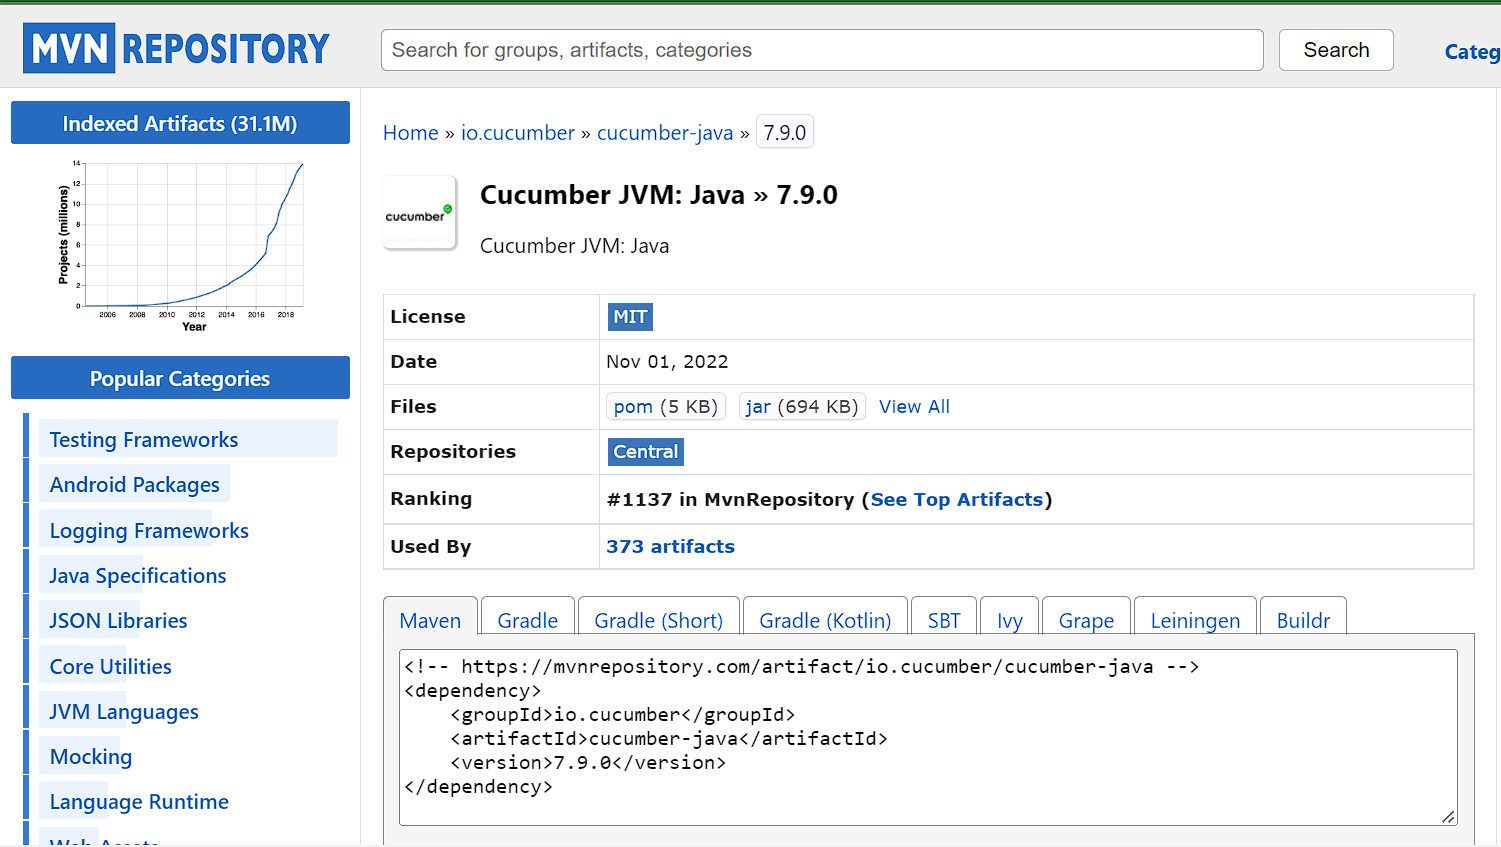 MVN REPOSITORY
Search for groups, artifacts, categories
Search
Categ
Indexed Artifacts (31.1M)
Projects (millions)
14
12
10
8
6
4
2
0
2006 2008 2010 2012 2014 2016 2018
Year
Popular Categories
Testing Frameworks
Android Packages
Logging Frameworks
Java Specifications
JSON Libraries
Core Utilities
JVM Languages
Mocking
Language Runtime
Web Assets
Home » io.cucumber » cucumber-java » 7.9.0
cucumber
Cucumber JVM: Java » 7.9.0
Cucumber JVM: Java
License MIT
Date Nov 01, 2022
Files pom (5 KB) jar (694 KB) View All
Repositories Central
Ranking #1137 in MvnRepository (See Top Artifacts)
Used By 373 artifacts
Maven Gradle Gradle (Short) Gradle (Kotlin) SBT Ivy Grape Leiningen Buildr
<!-- https://mvnrepository.com/artifact/io.cucumber/cucumber-java -->
<dependency>
    <groupId>io.cucumber</groupId>
    <artifactId>cucumber-java</artifactId>
    <version>7.9.0</version>
</dependency>